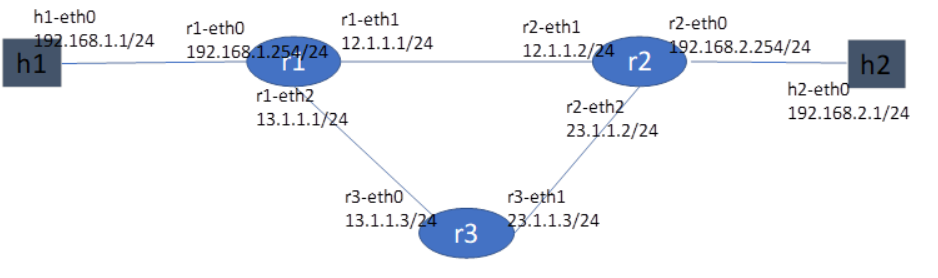 h1-eth0
192.168.1.1/24
h1
r1-eth0
192.168.1.254/24
r1
r1-eth1
12.1.1.1/24
r1-eth2
13.1.1.1/24
r2-eth1
12.1.1.2/24
r2
r2-eth0
192.168.2.254/24
r2-eth2
23.1.1.2/24
h2
h2-eth0
192.168.2.1/24
r3-eth0
13.1.1.3/24
r3
r3-eth1
23.1.1.3/24